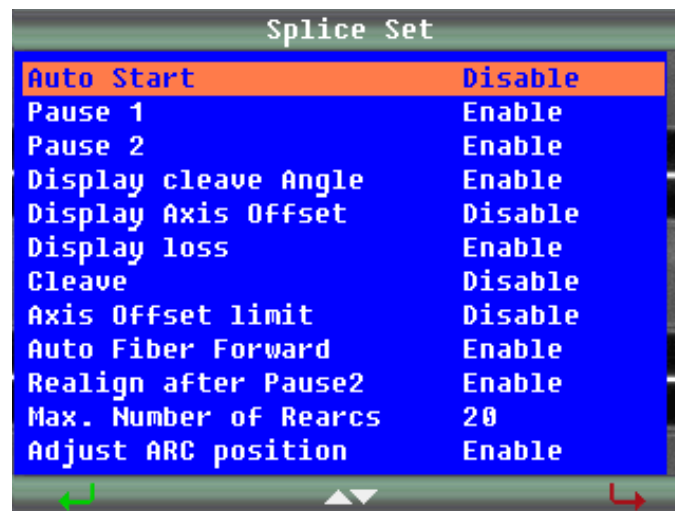 Splice Set
Auto Start Disable
Pause 1 Enable
Pause 2 Enable
Display cleave Angle Enable
Display Axis Offset Disable
Display loss Enable
Cleave Disable
Axis Offset limit Disable
Auto Fiber Forward Enable
Realign after Pause2 Enable
Max. Number of Rearcs 20
Adjust ARC position Enable